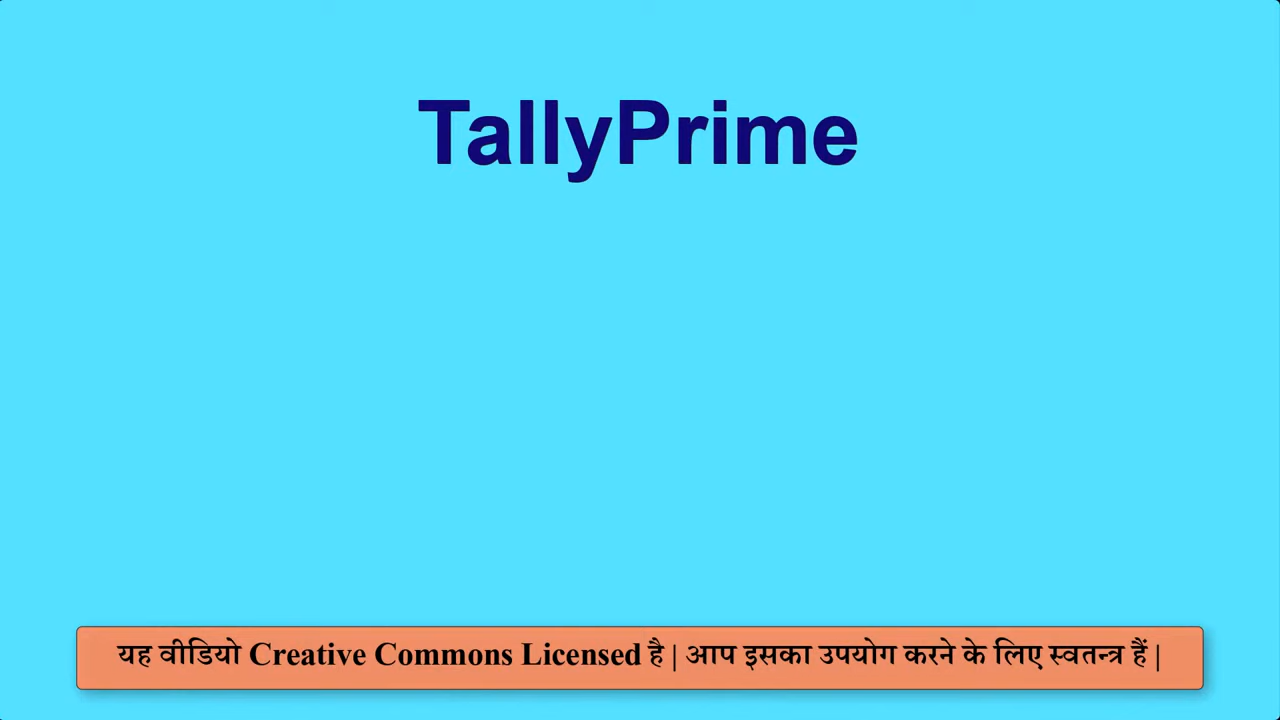 TallyPrime
यह वीडियो Creative Commons Licensed है | आप इसका उपयोग करने के लिए स्वतन्त्र हैं |